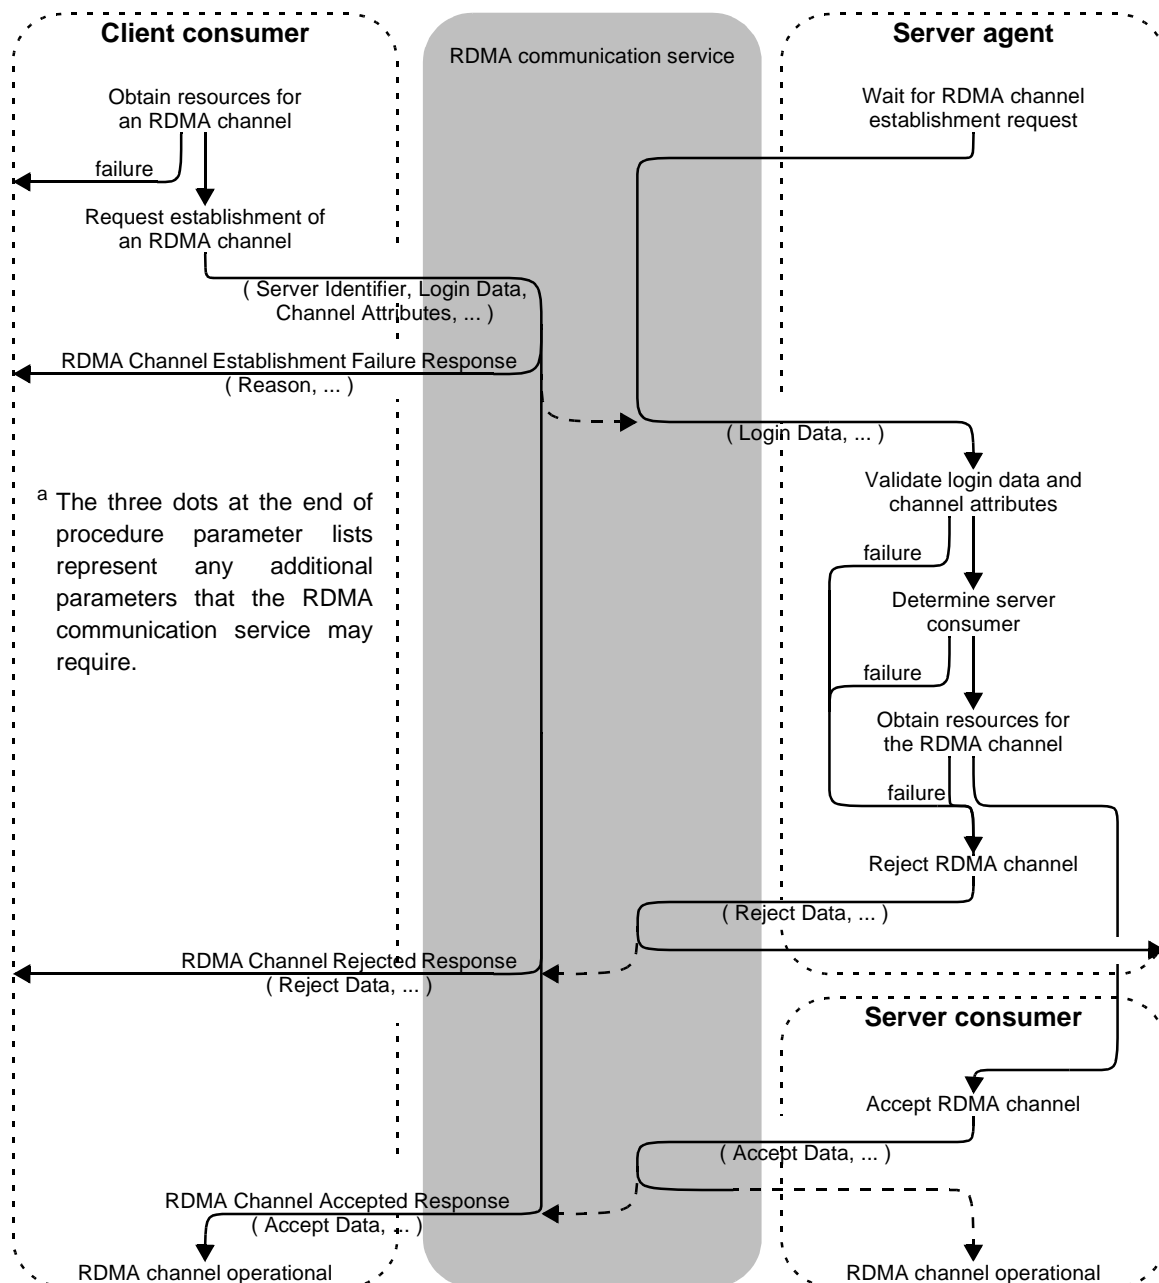 Client consumer
RDMA communication service
Server agent
Obtain resources for
an RDMA channel
Wait for RDMA channel
establishment request
failure
Request establishment of
an RDMA channel
( Server Identifier, Login Data,
Channel Attributes, ... )
RDMA Channel Establishment Failure Response
( Reason, ... )
( Login Data, ... )
Validate login data and
channel attributes
a The three dots at the end of
procedure parameter lists
represent any additional
parameters that the RDMA
communication service may
require.
failure
Determine server
consumer
failure
Obtain resources for
the RDMA channel
failure
Reject RDMA channel
( Reject Data, ... )
RDMA Channel Rejected Response
( Reject Data, ... )
Server consumer
Accept RDMA channel
( Accept Data, ... )
RDMA Channel Accepted Response
( Accept Data, ... )
RDMA channel operational
RDMA channel operational